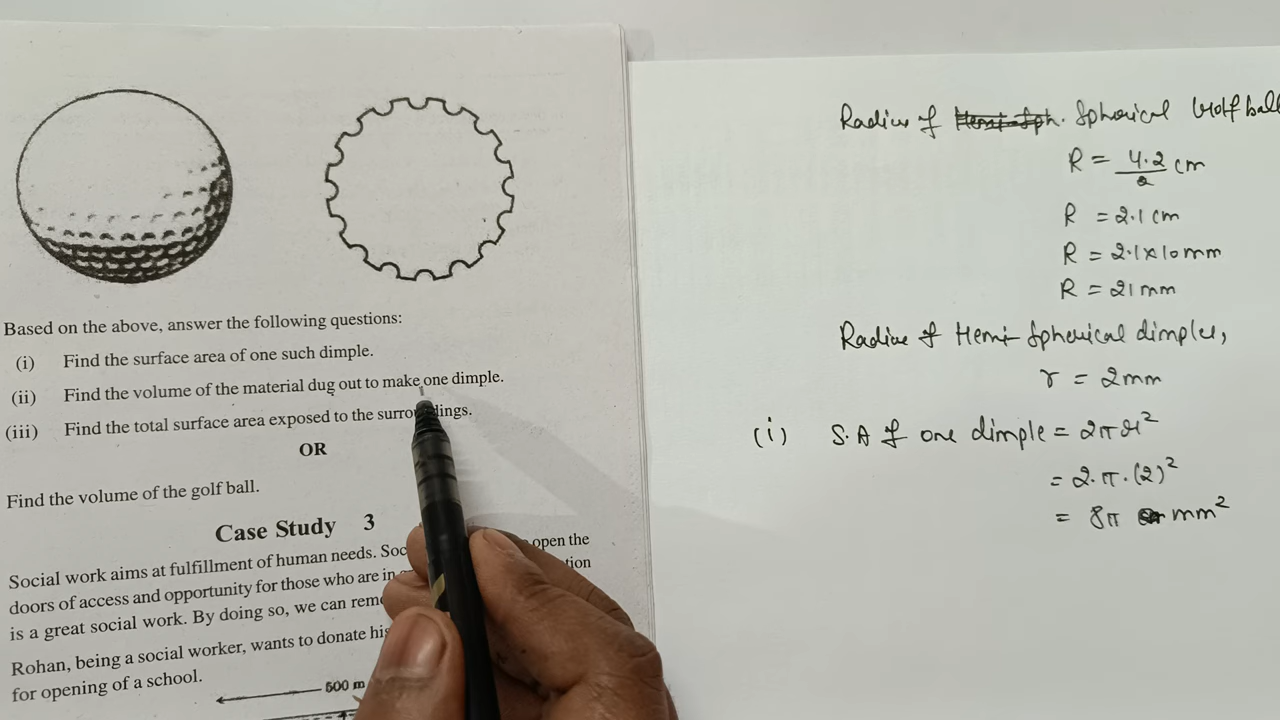 Based on the above, answer the following questions:
(i) Find the surface area of one such dimple.
(ii) Find the volume of the material dug out to make one dimple.
(iii) Find the total surface area exposed to the surroundings.
OR
Find the volume of the golf ball.
Case Study 3
Social work aims at fulfillment of human needs. open the
doors of access and opportunity for those who are in
is a great social work. By doing so, we can
Rohan, being a social worker, wants to donate
for opening of a school.
500 m
Radius of Spherical Golf ball
R = 4.2/2 cm
R = 2.1 cm
R = 2.1 x 10 mm
R = 21 mm
Radius of Hemi-Spherical dimples,
r = 2mm
(i) S.A of one dimple = 2πr²
= 2.π.(2)²
= 8π mm²